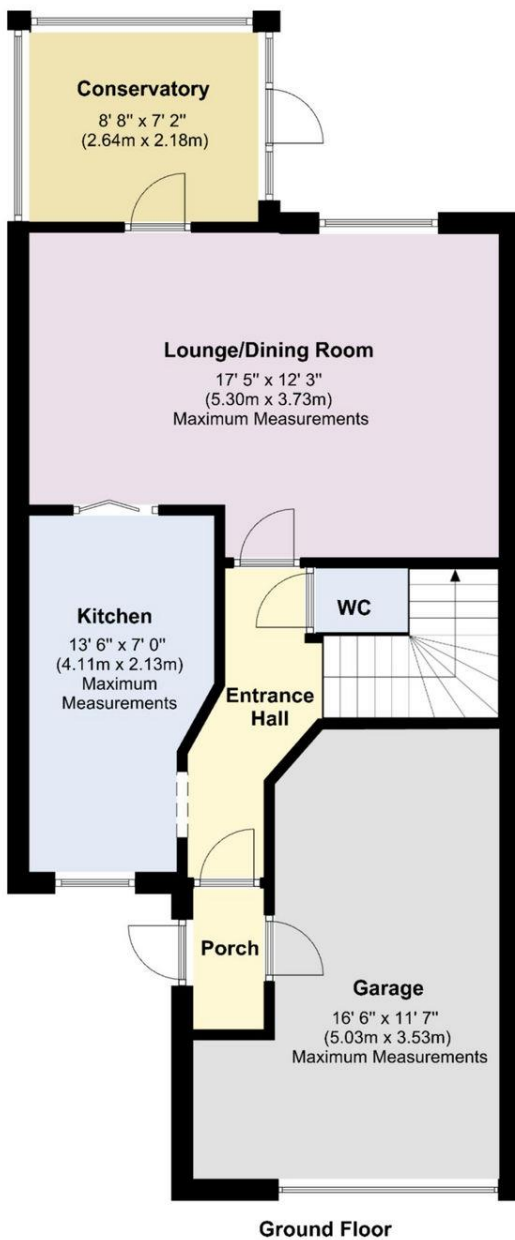 Conservatory
8' 8" x 7' 2"
(2.64m x 2.18m)
Lounge/Dining Room
17' 5" x 12' 3"
(5.30m x 3.73m)
Maximum Measurements
Kitchen
13' 6" x 7' 0"
(4.11m x 2.13m)
Maximum
Measurements
WC
Entrance
Hall
Porch
Garage
16' 6" x 11' 7"
(5.03m x 3.53m)
Maximum Measurements
Ground Floor